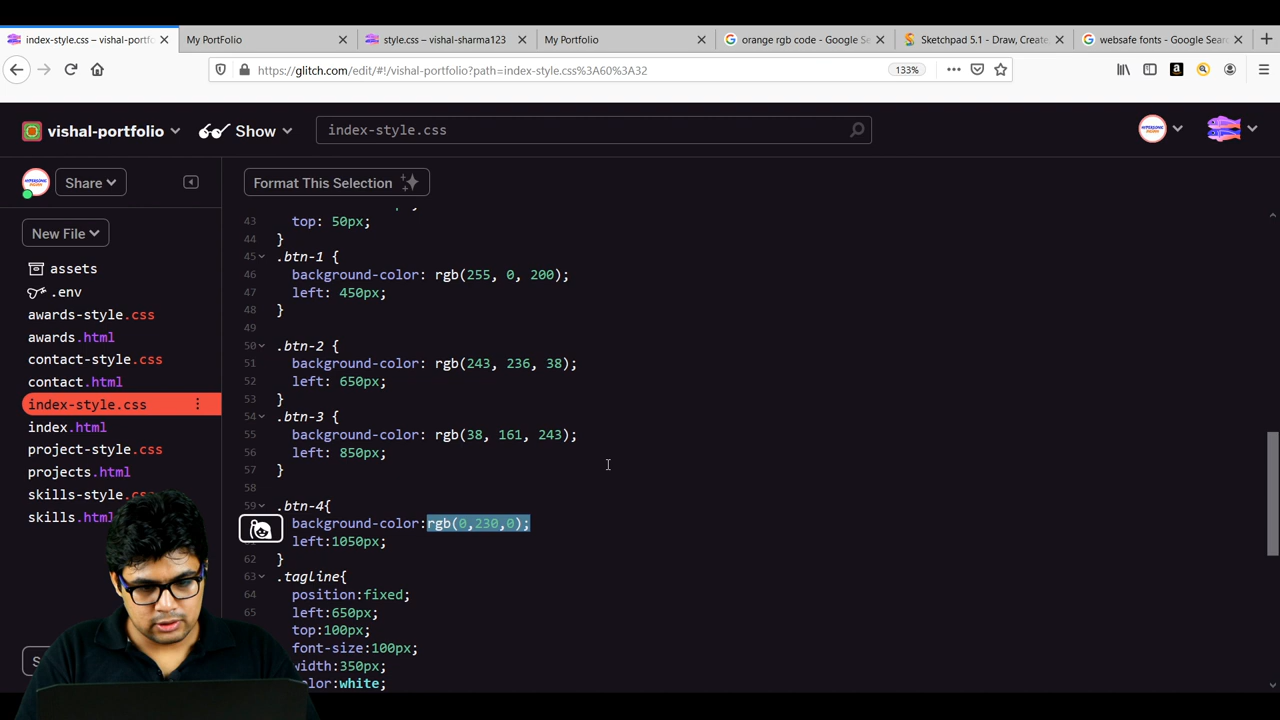 index-style.css – vishal-portfo
My PortFolio
style.css – vishal-sharma123
My Portfolio
orange rgb code - Google Se
Sketchpad 5.1 - Draw, Create,
websafe fonts - Google Sear
https://glitch.com/edit/#!/vishal-portfolio?path=index-style.css%3A60%3A32
133%
vishal-portfolio
Show
index-style.css
Share
Format This Selection
New File
assets
.env
awards-style.css
awards.html
contact-style.css
contact.html
index-style.css
index.html
project-style.css
projects.html
skills-style.css
skills.html
43 top: 50px;
44 }
45 .btn-1 {
46 background-color: rgb(255, 0, 200);
47 left: 450px;
48 }
49
50 .btn-2 {
51 background-color: rgb(243, 236, 38);
52 left: 650px;
53 }
54 .btn-3 {
55 background-color: rgb(38, 161, 243);
56 left: 850px;
57 }
58
59 .btn-4{
background-color:rgb(0,230,0);
left:1050px;
62 }
63 .tagline{
64 position:fixed;
65 left:650px;
top:100px;
font-size:100px;
width:350px;
color:white;